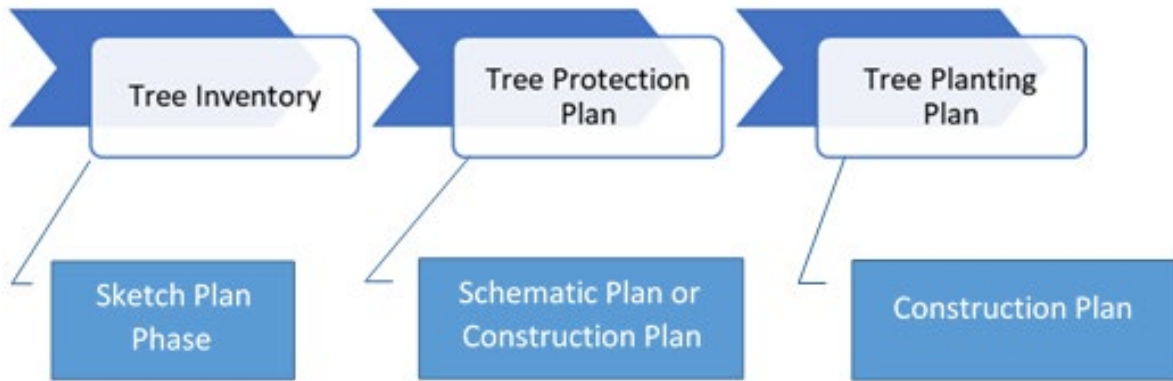 Tree Inventory
Tree Protection
Plan
Tree Planting
Plan
Sketch Plan
Phase
Schematic Plan or
Construction Plan
Construction Plan